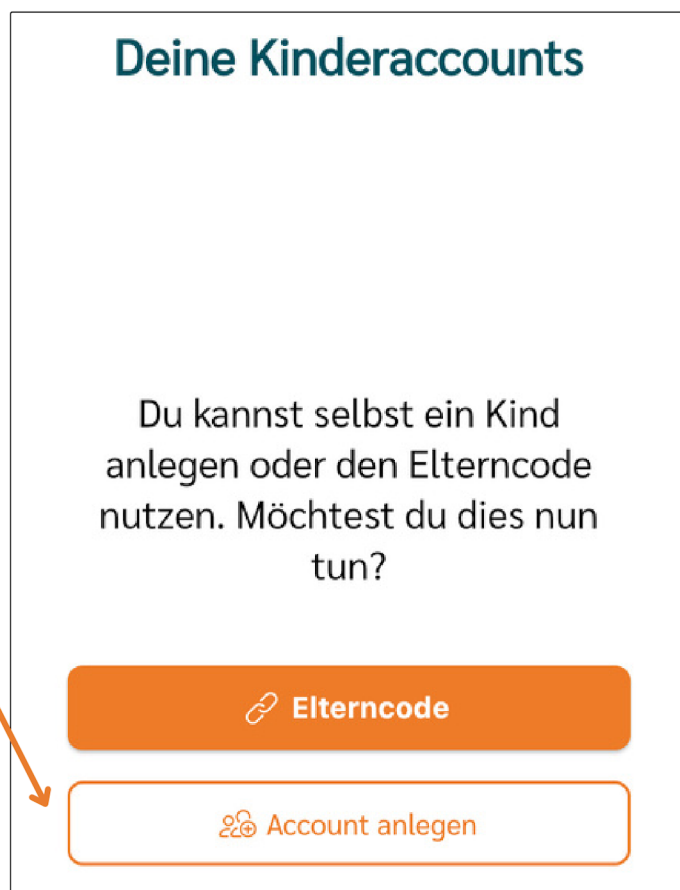 Deine Kinderaccounts
Du kannst selbst ein Kind
anlegen oder den Elterncode
nutzen. Möchtest du dies nun
tun?
Elterncode
Account anlegen